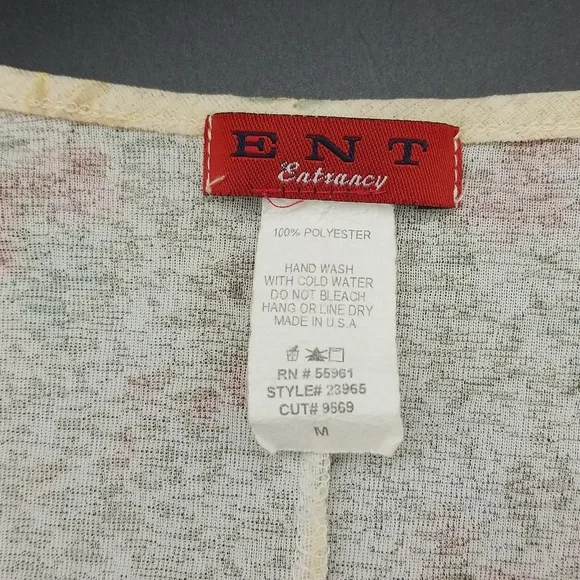 ENT
Entrancy
100% POLYESTER
HAND WASH
WITH COLD WATER
DO NOT BLEACH
HANG OR LINE DRY
MADE IN U.S.A
RN # 55961
STYLE# 23965
CUT# 9569
M